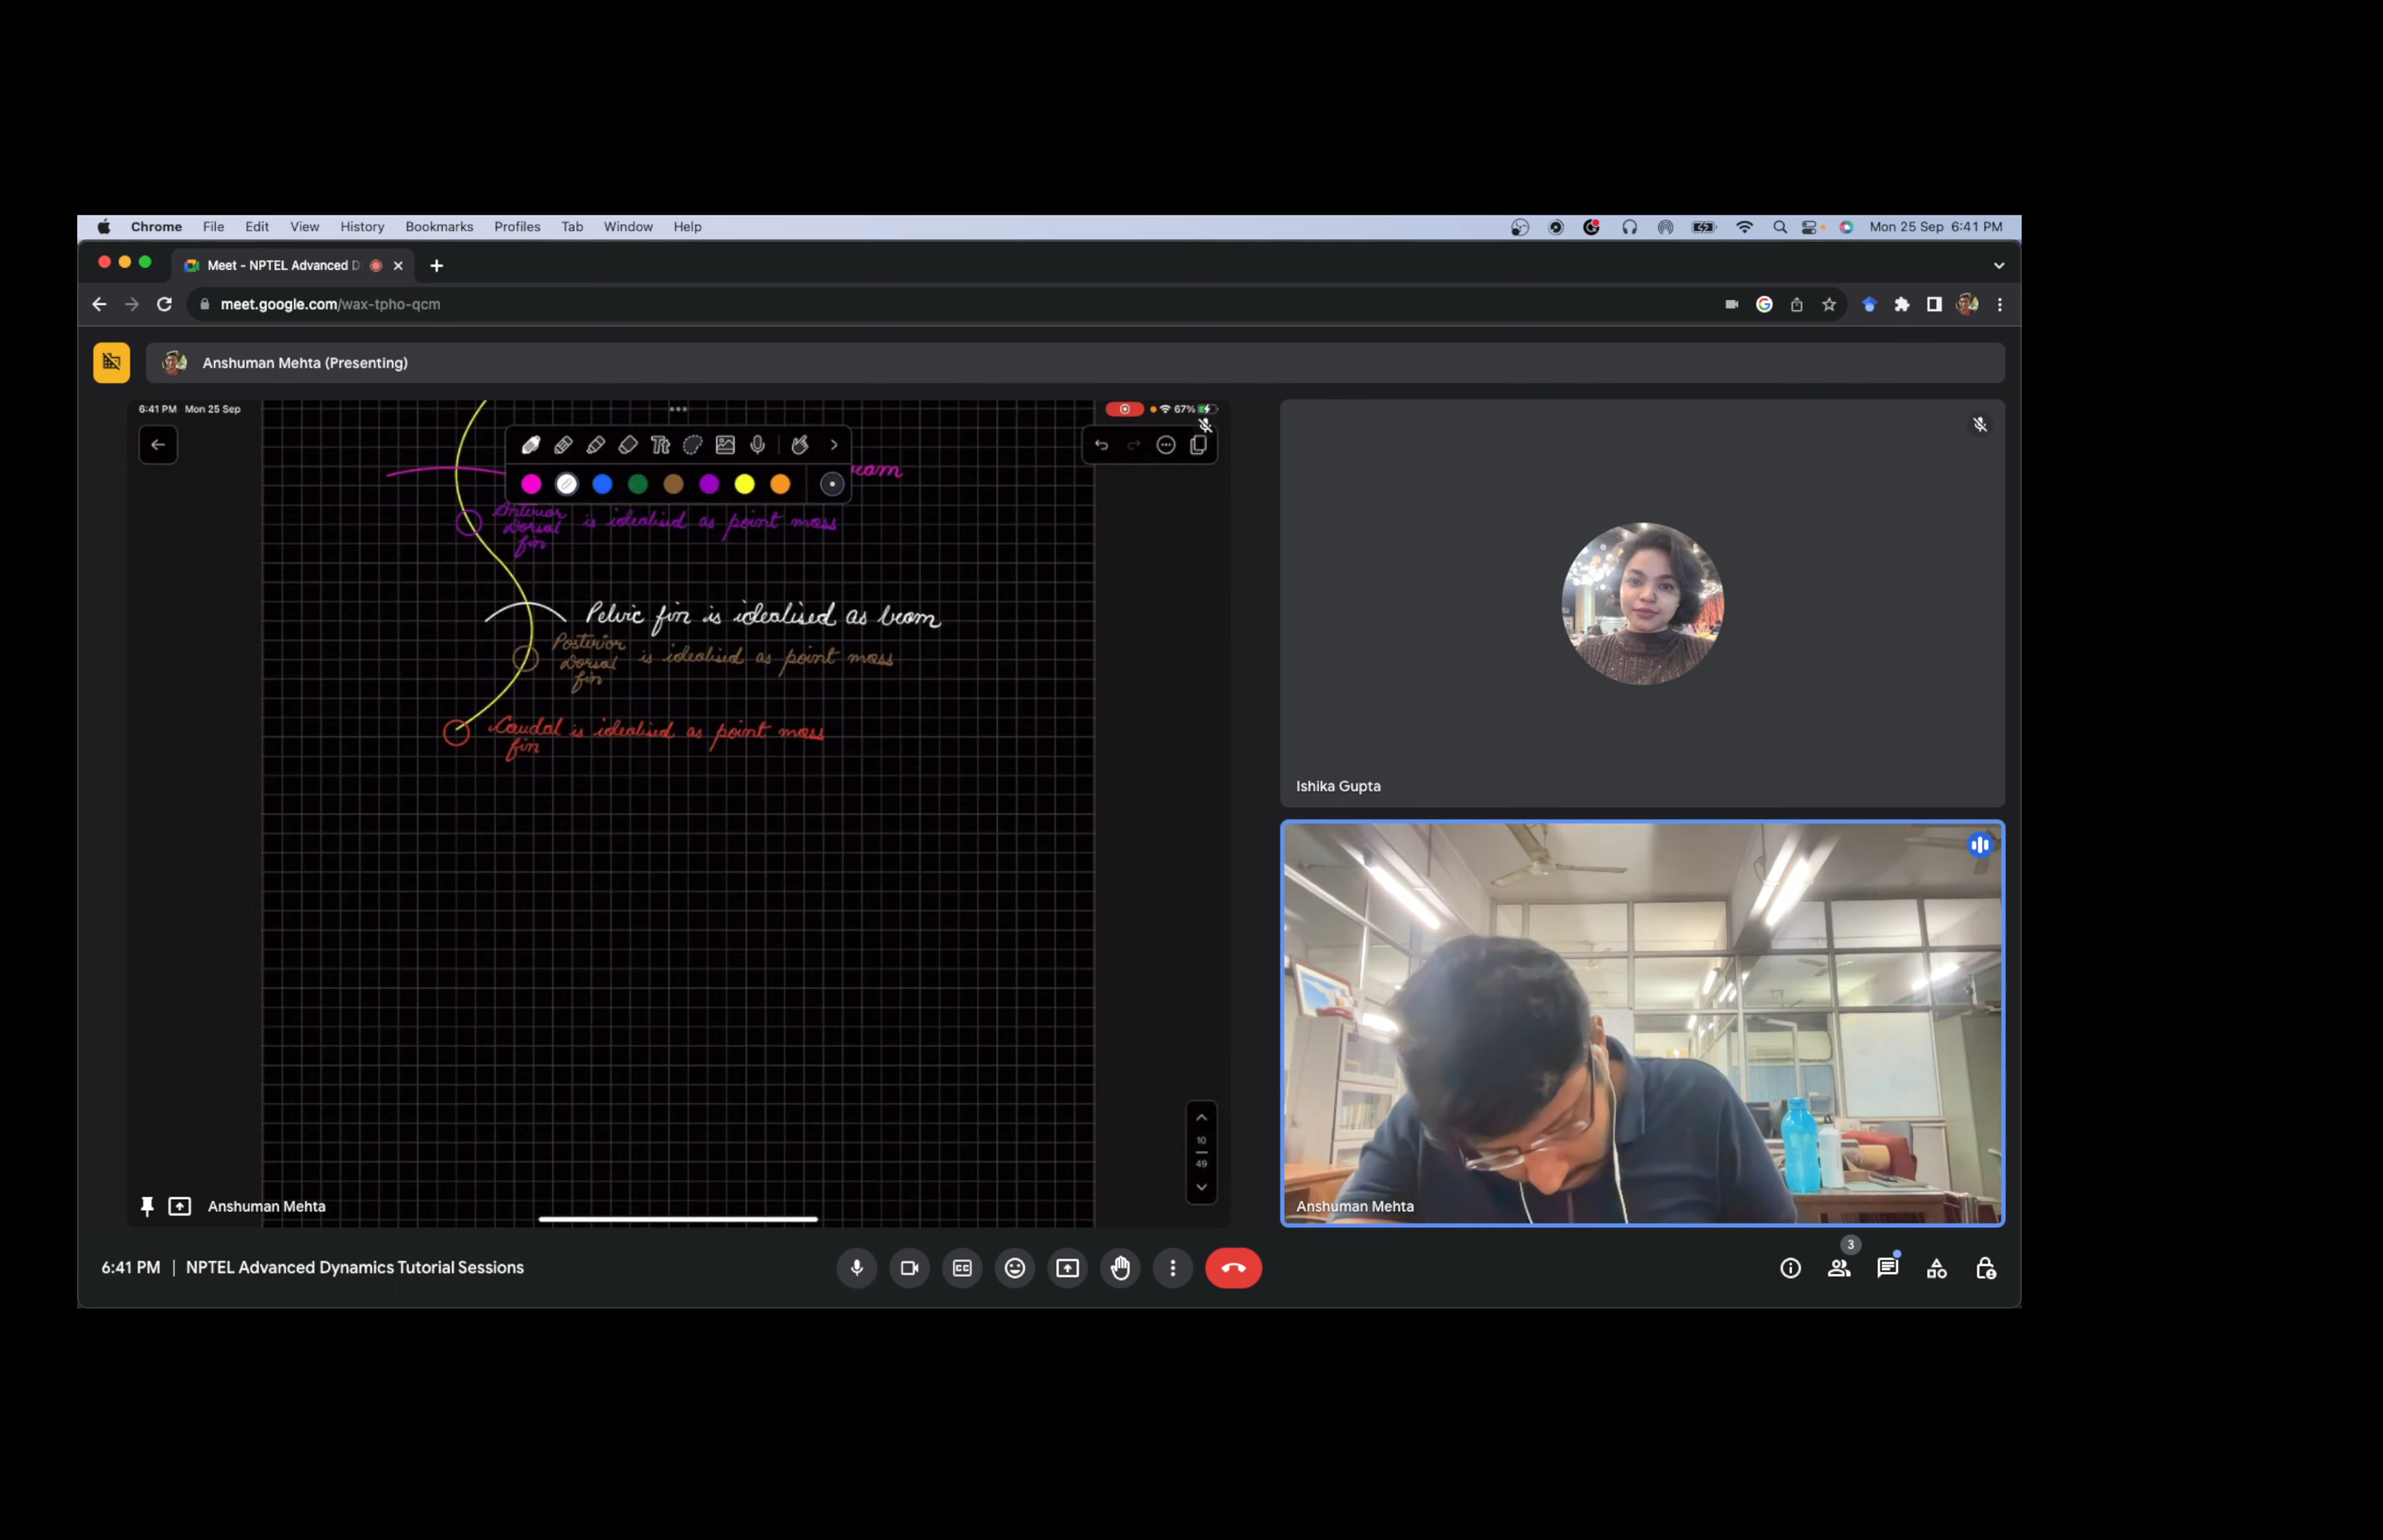 Chrome File Edit View History Bookmarks Profiles Tab Window Help Mon 25 Sep 6:41 PM
Meet - NPTEL Advanced D
meet.google.com/wax-tpho-qcm
Anshuman Mehta (Presenting)
6:41 PM Mon 25 Sep 67%
Tt
eam
Anterior
Dorsal is idealised as point mass
fin
Pelvic fin is idealised as beam
Posterior
Dorsal is idealised as point mass
fin
Caudal is idealised as point mass
fin
10
49
Anshuman Mehta
Ishika Gupta
Anshuman Mehta
6:41 PM | NPTEL Advanced Dynamics Tutorial Sessions
CC
3